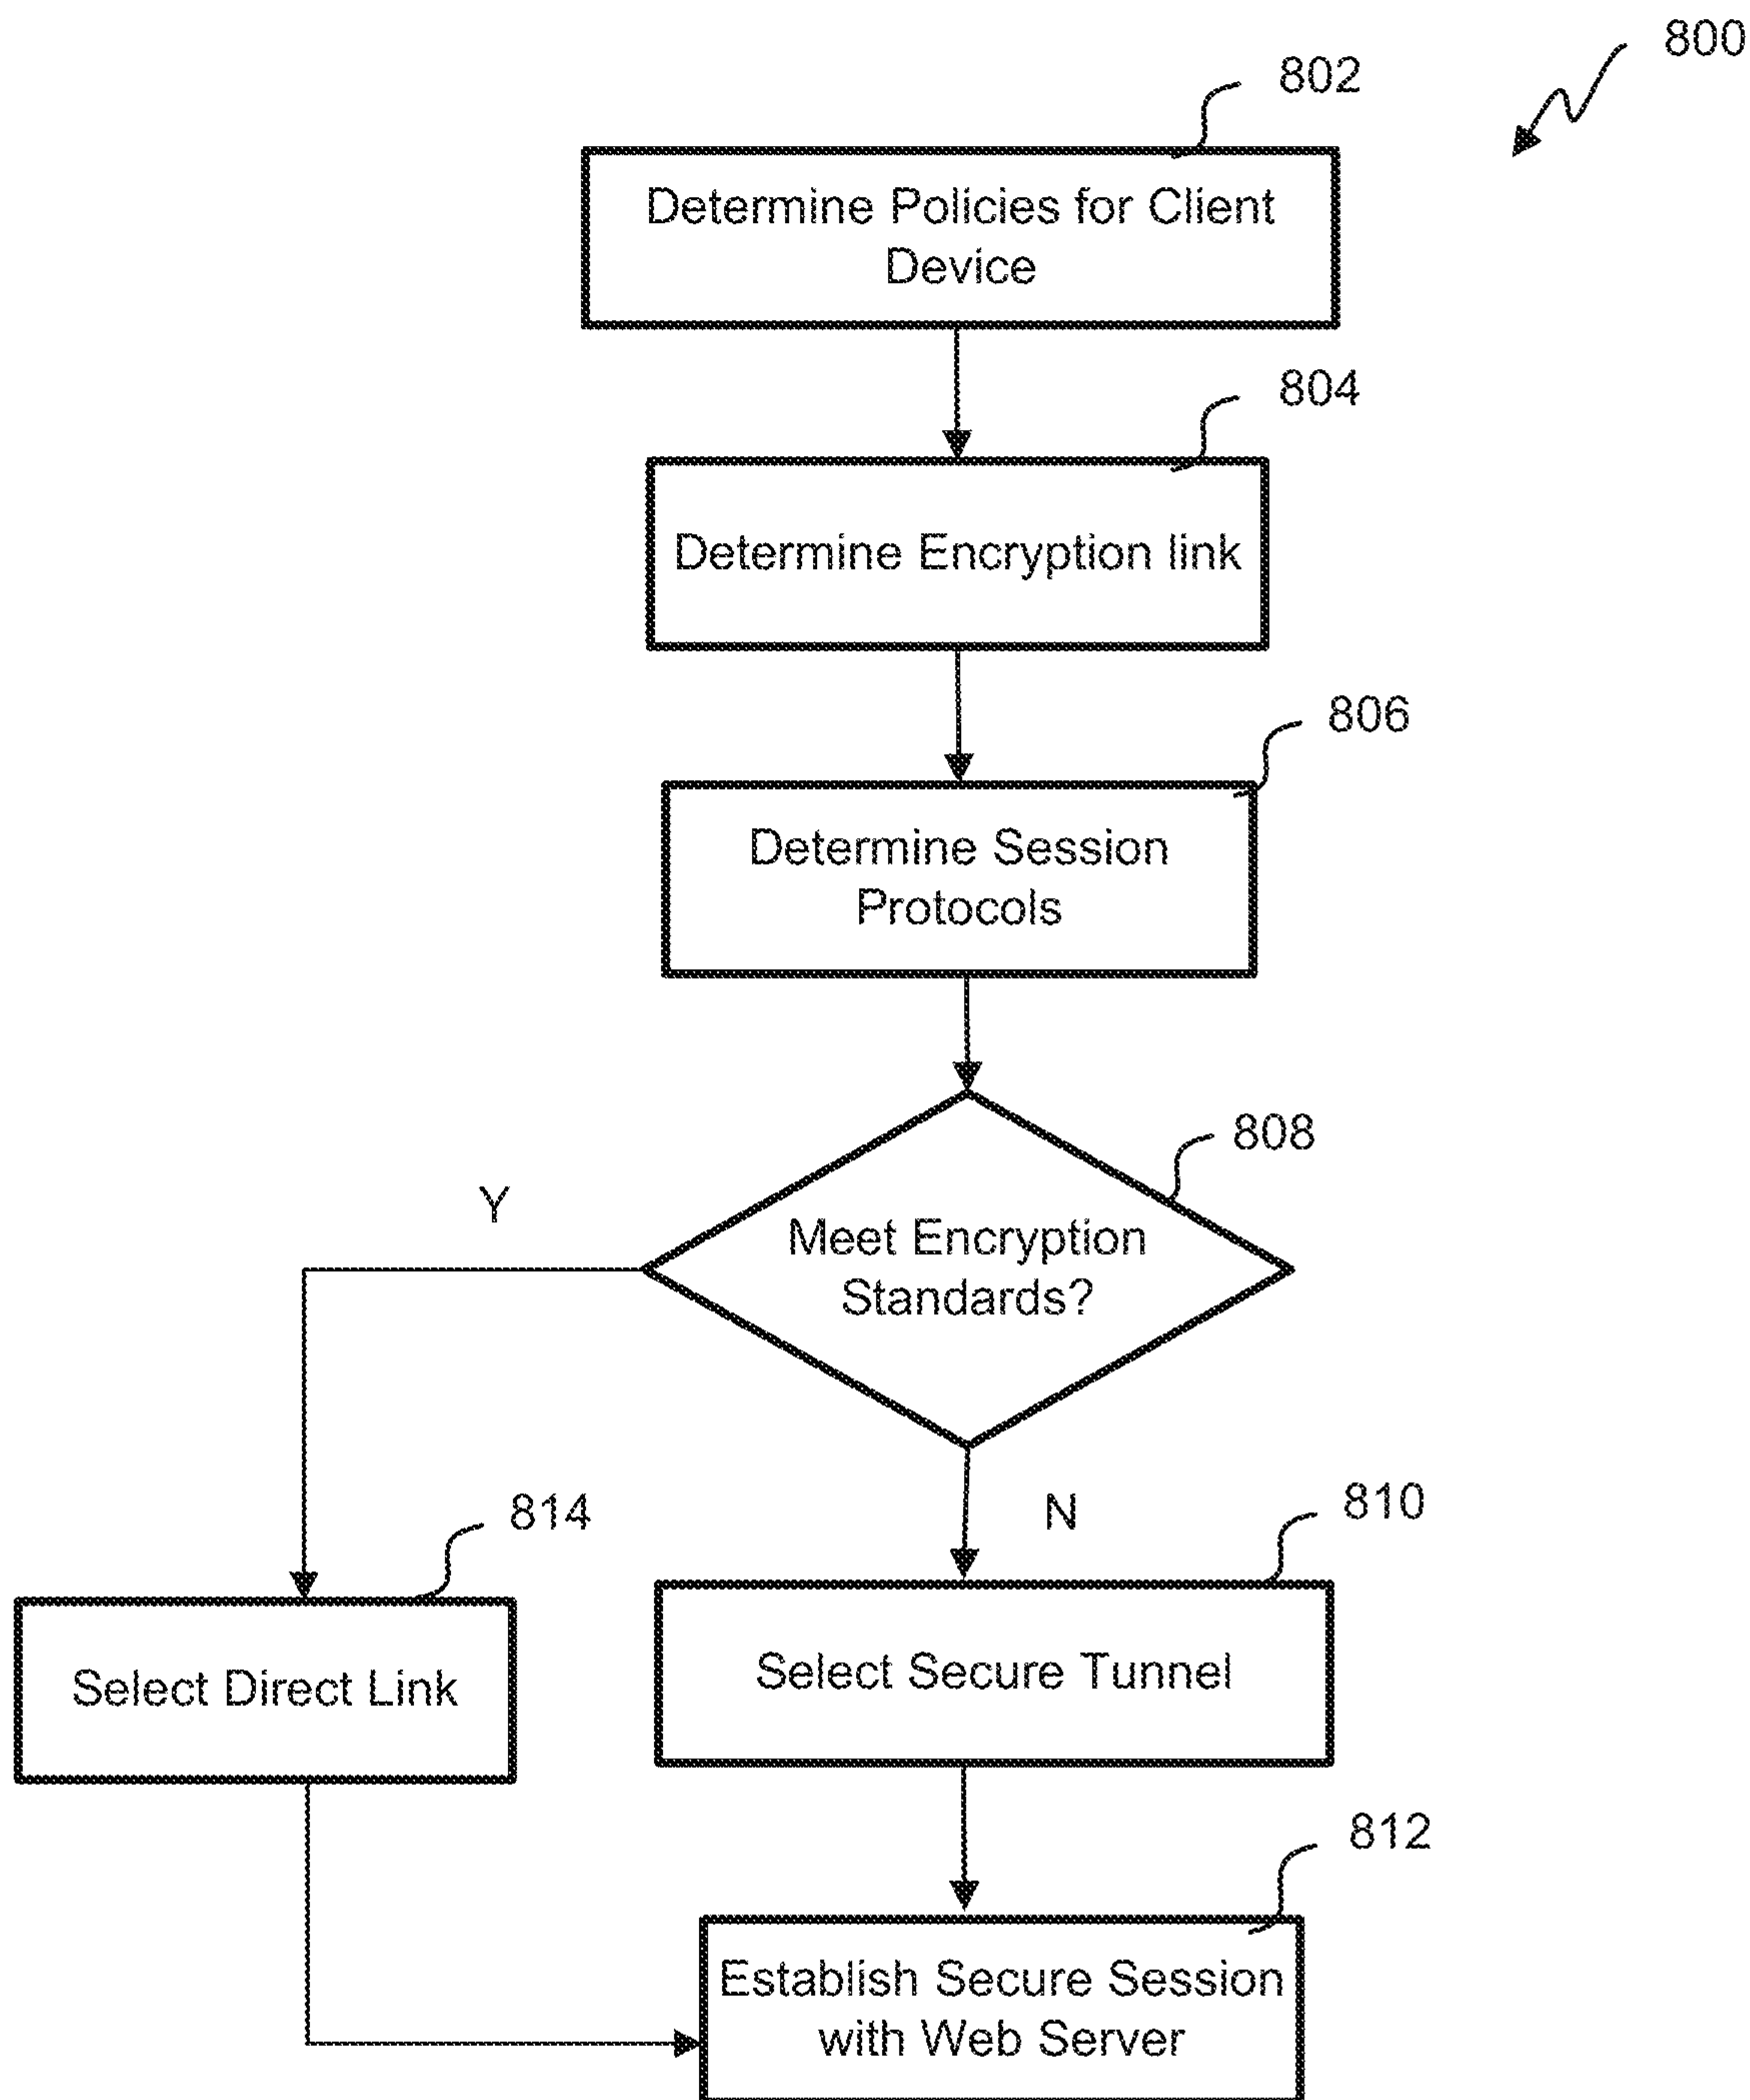 800
802
Determine Policies for Client
Device
804
Determine Encryption link
806
Determine Session
Protocols
808
Meet Encryption
Standards?
Y
N
814
Select Direct Link
810
Select Secure Tunnel
812
Establish Secure Session
with Web Server